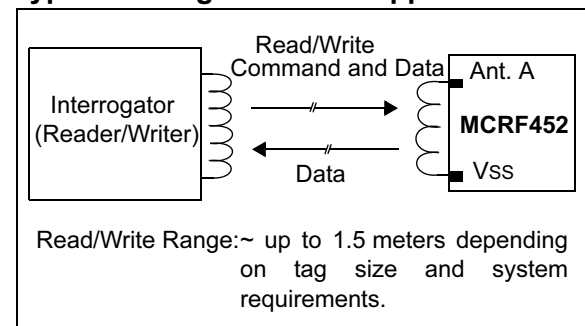 Read/Write
Command and Data
Interrogator
(Reader/Writer)
Ant. A
MCRF452
VSS
Data
Read/Write Range:~ up to 1.5 meters depending
on tag size and system
requirements.